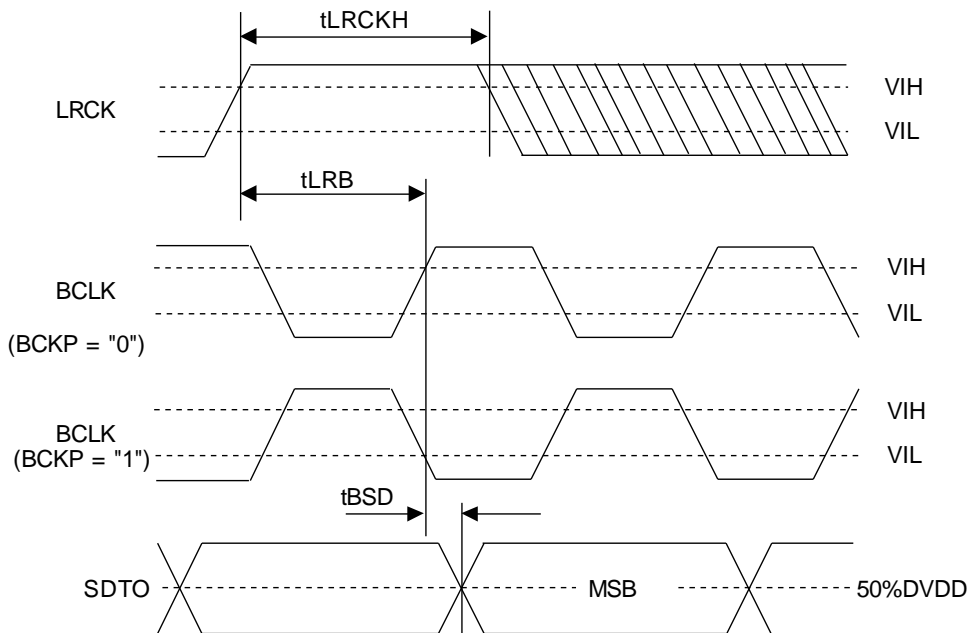 tLRCKH
VIH
LRCK
VIL
tLRB
VIH
BCLK
VIL
(BCKP = "0")
VIH
BCLK
(BCKP = "1")
VIL
tBSD
SDTO
MSB
50%DVDD